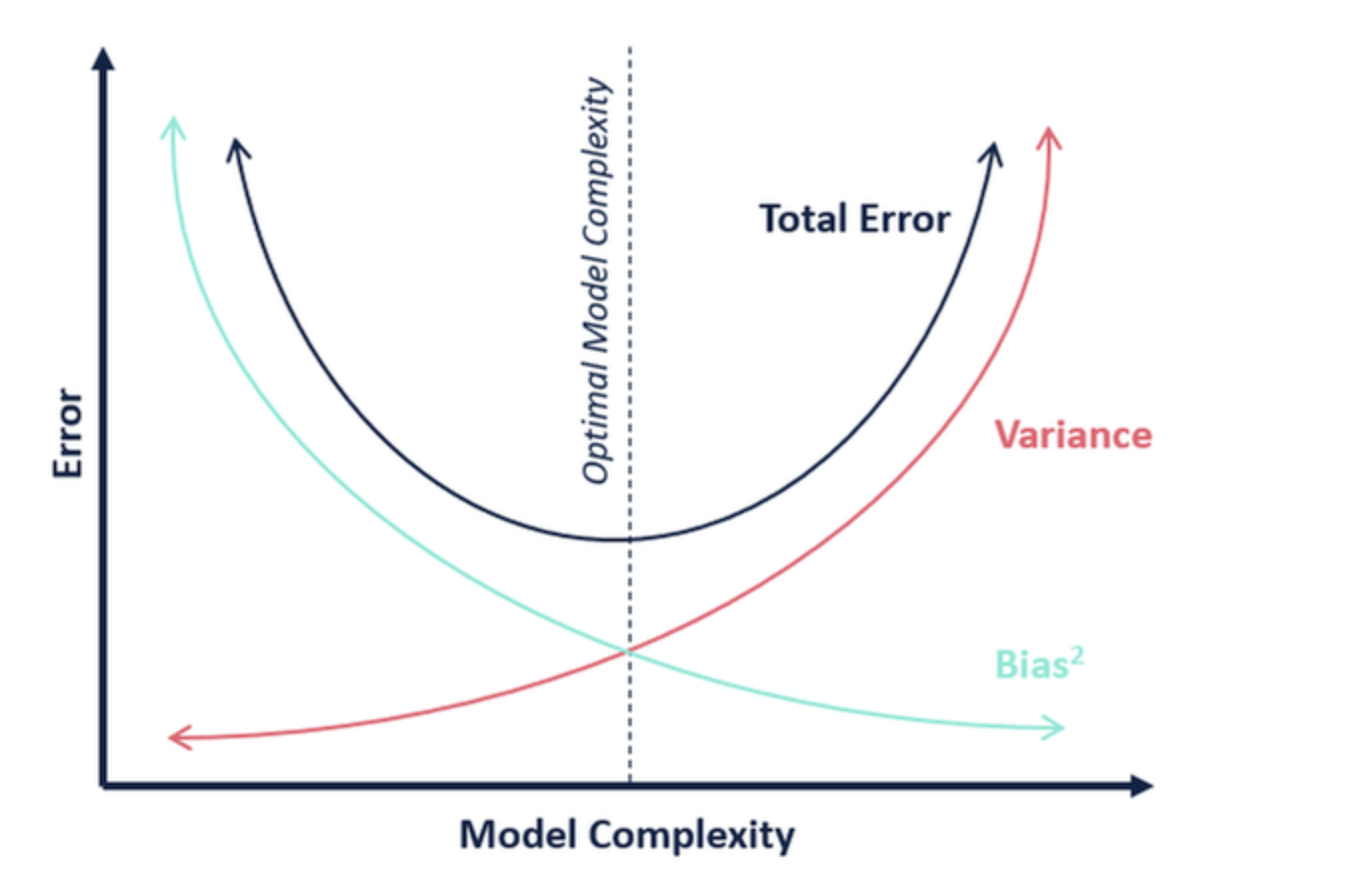 Optimal Model Complexity
Total Error
Error
Variance
Bias²
Model Complexity